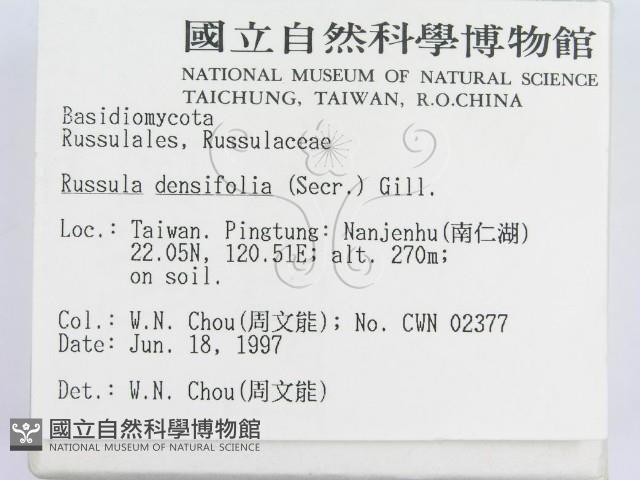 國立自然科學博物館
NATIONAL MUSEUM OF NATURAL SCIENCE
TAICHUNG, TAIWAN, R.O.CHINA
Basidiomycota
Russulales, Russulaceae
Russula densifolia (Secr.) Gill.
Loc.: Taiwan. Pingtung: Nanjenhu(南仁湖)
22.05N, 120.51E; alt. 270m;
on soil.
Col.: W.N. Chou(周文能); No. CWN 02377
Date: Jun. 18, 1997
Det.: W.N. Chou(周文能)
國立自然科學博物館
NATIONAL MUSEUM OF NATURAL SCIENCE